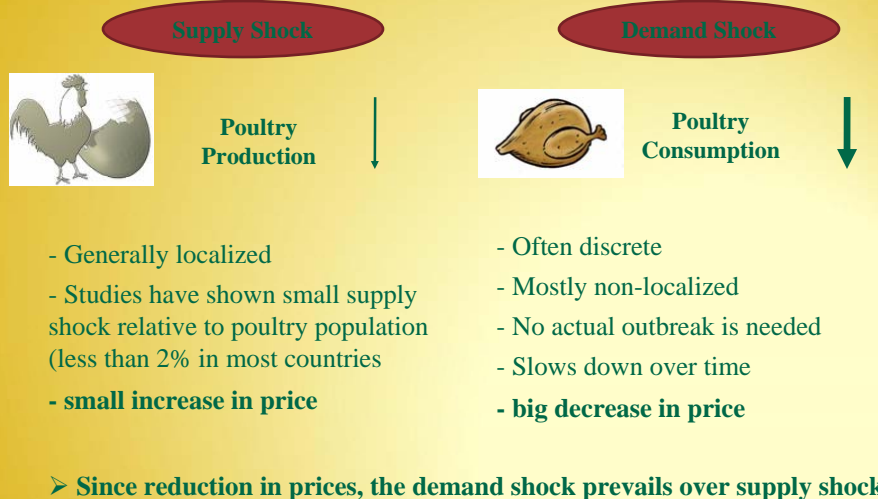 Supply Shock
Poultry
Production
- Generally localized
- Studies have shown small supply
shock relative to poultry population
(less than 2% in most countries
- small increase in price
Demand Shock
Poultry
Consumption
- Often discrete
- Mostly non-localized
- No actual outbreak is needed
- Slows down over time
- big decrease in price
➢ Since reduction in prices, the demand shock prevails over supply shock